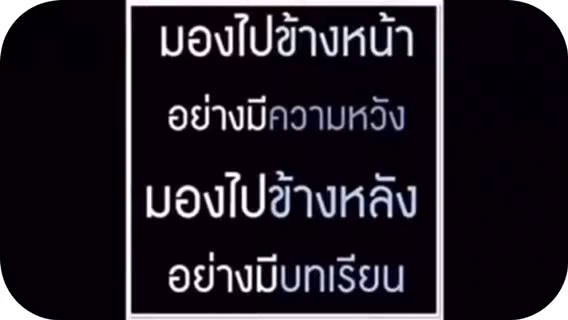 มองไปข้างหน้า
อย่างมีความหวัง
มองไปข้างหลัง
อย่างมีบทเรียน